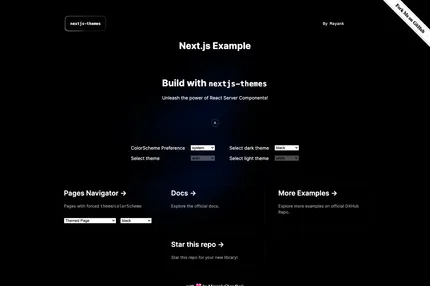 nextjs-themes
By Mayank
Fork Me on GitHub
Next.js Example
Build with nextjs-themes
Unleash the power of React Server Components!
ColorScheme Preference system
Select dark theme black
Select theme
Select light theme
Pages Navigator →
Pages with forced theme/colorScheme
Themed Page black
Docs →
Explore the official docs.
More Examples →
Explore more examples on official GitHub
Repo.
Star this repo →
Star this repo for your new library!